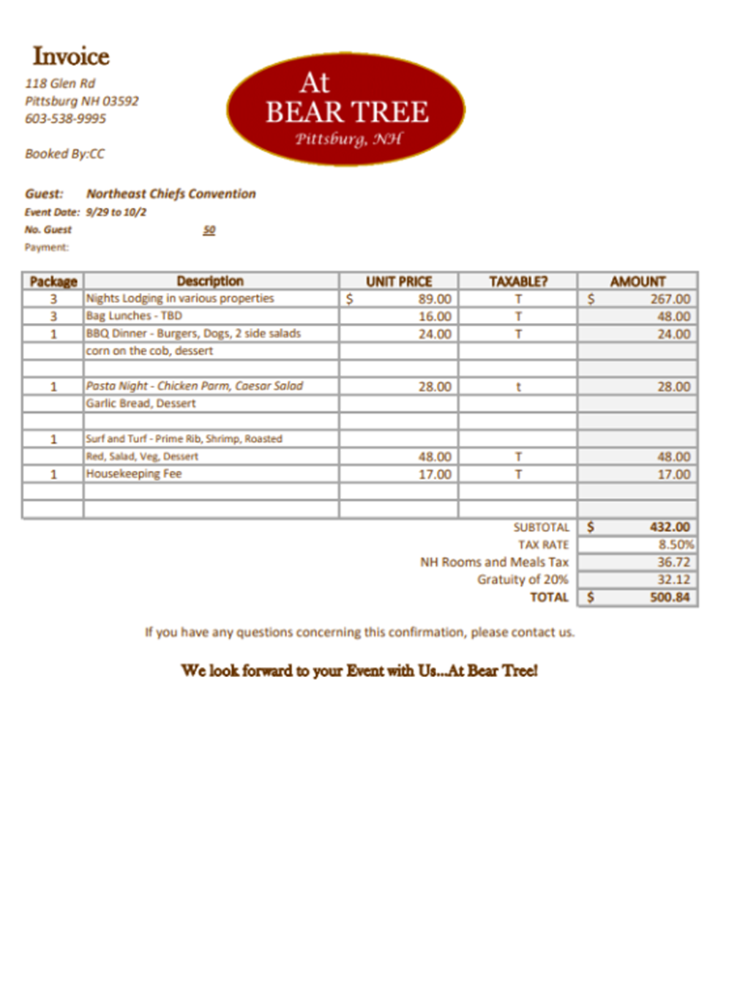 Invoice
118 Glen Rd
Pittsburg NH 03592
603-538-9995
Booked By:CC
At
BEAR TREE
Pittsburg, NH
Guest: Northeast Chiefs Convention
Event Date: 9/29 to 10/2
No. Guest 50
Payment:
Package Description UNIT PRICE TAXABLE? AMOUNT
3 Nights Lodging in various properties $ 89.00 T $ 267.00
3 Bag Lunches - TBD 16.00 T 48.00
1 BBQ Dinner - Burgers, Dogs, 2 side salads 24.00 T 24.00
corn on the cob, dessert
1 Pasta Night - Chicken Parm, Caesar Salad 28.00 t 28.00
Garlic Bread, Dessert
1 Surf and Turf - Prime Rib, Shrimp, Roasted
Red, Salad, Veg, Dessert 48.00 T 48.00
1 Housekeeping Fee 17.00 T 17.00
SUBTOTAL $ 432.00
TAX RATE 8.50%
NH Rooms and Meals Tax 36.72
Gratuity of 20% 32.12
TOTAL $ 500.84
If you have any questions concerning this confirmation, please contact us.
We look forward to your Event with Us...At Bear Tree!